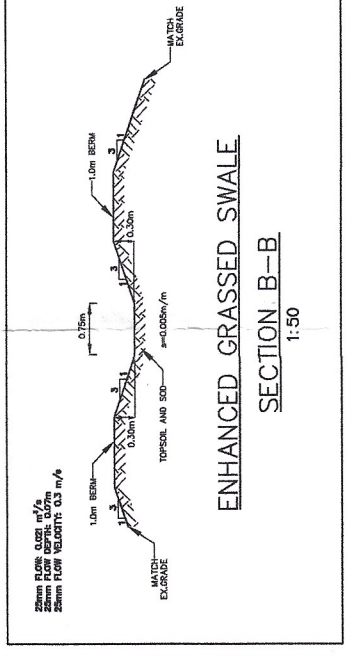 25mm FLOW: 0.021 m³/s
25mm FLOW DEPTH: 0.07m
25mm FLOW VELOCITY: 0.3 m/s
MATCH
EX.GRADE
1.0m BERM
3
1
3
1
0.30m
0.75m
TOPSOIL AND SOD
s=0.005m/m
3
1
0.30m
1.0m BERM
3
1
MATCH
EX.GRADE
ENHANCED GRASSED SWALE
SECTION B-B
1:50